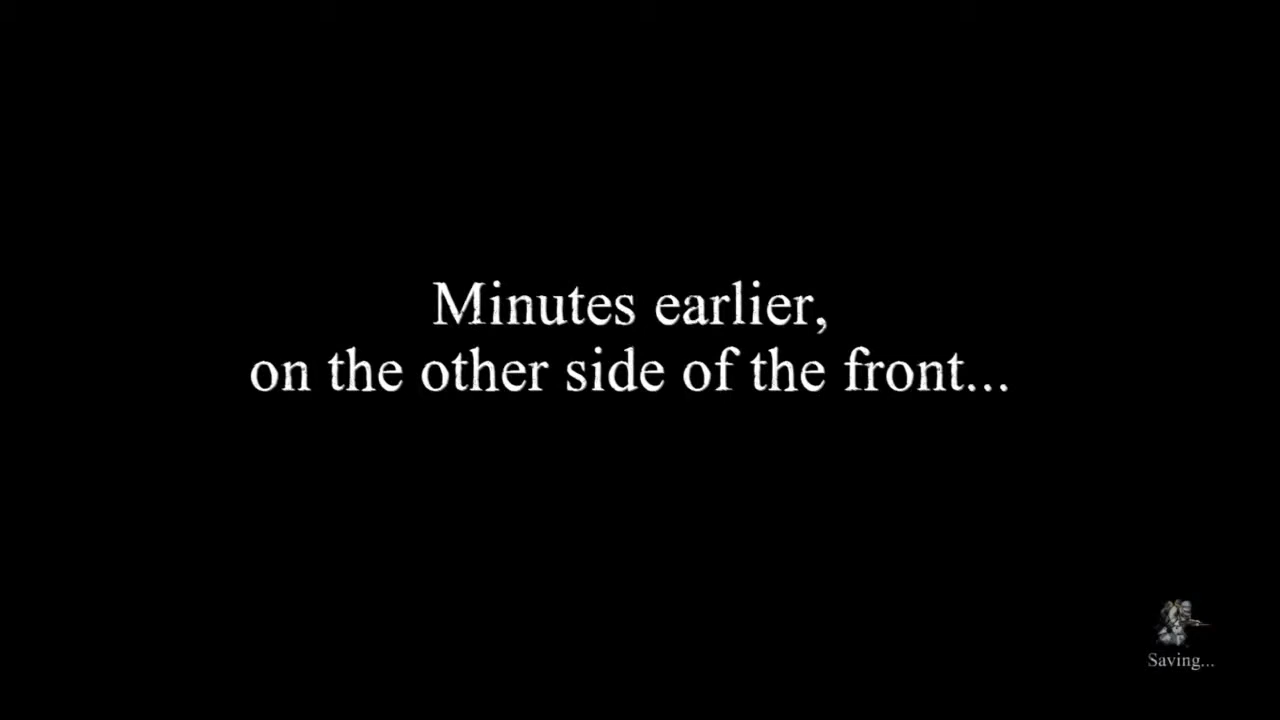 Minutes earlier,
on the other side of the front...
Saving...